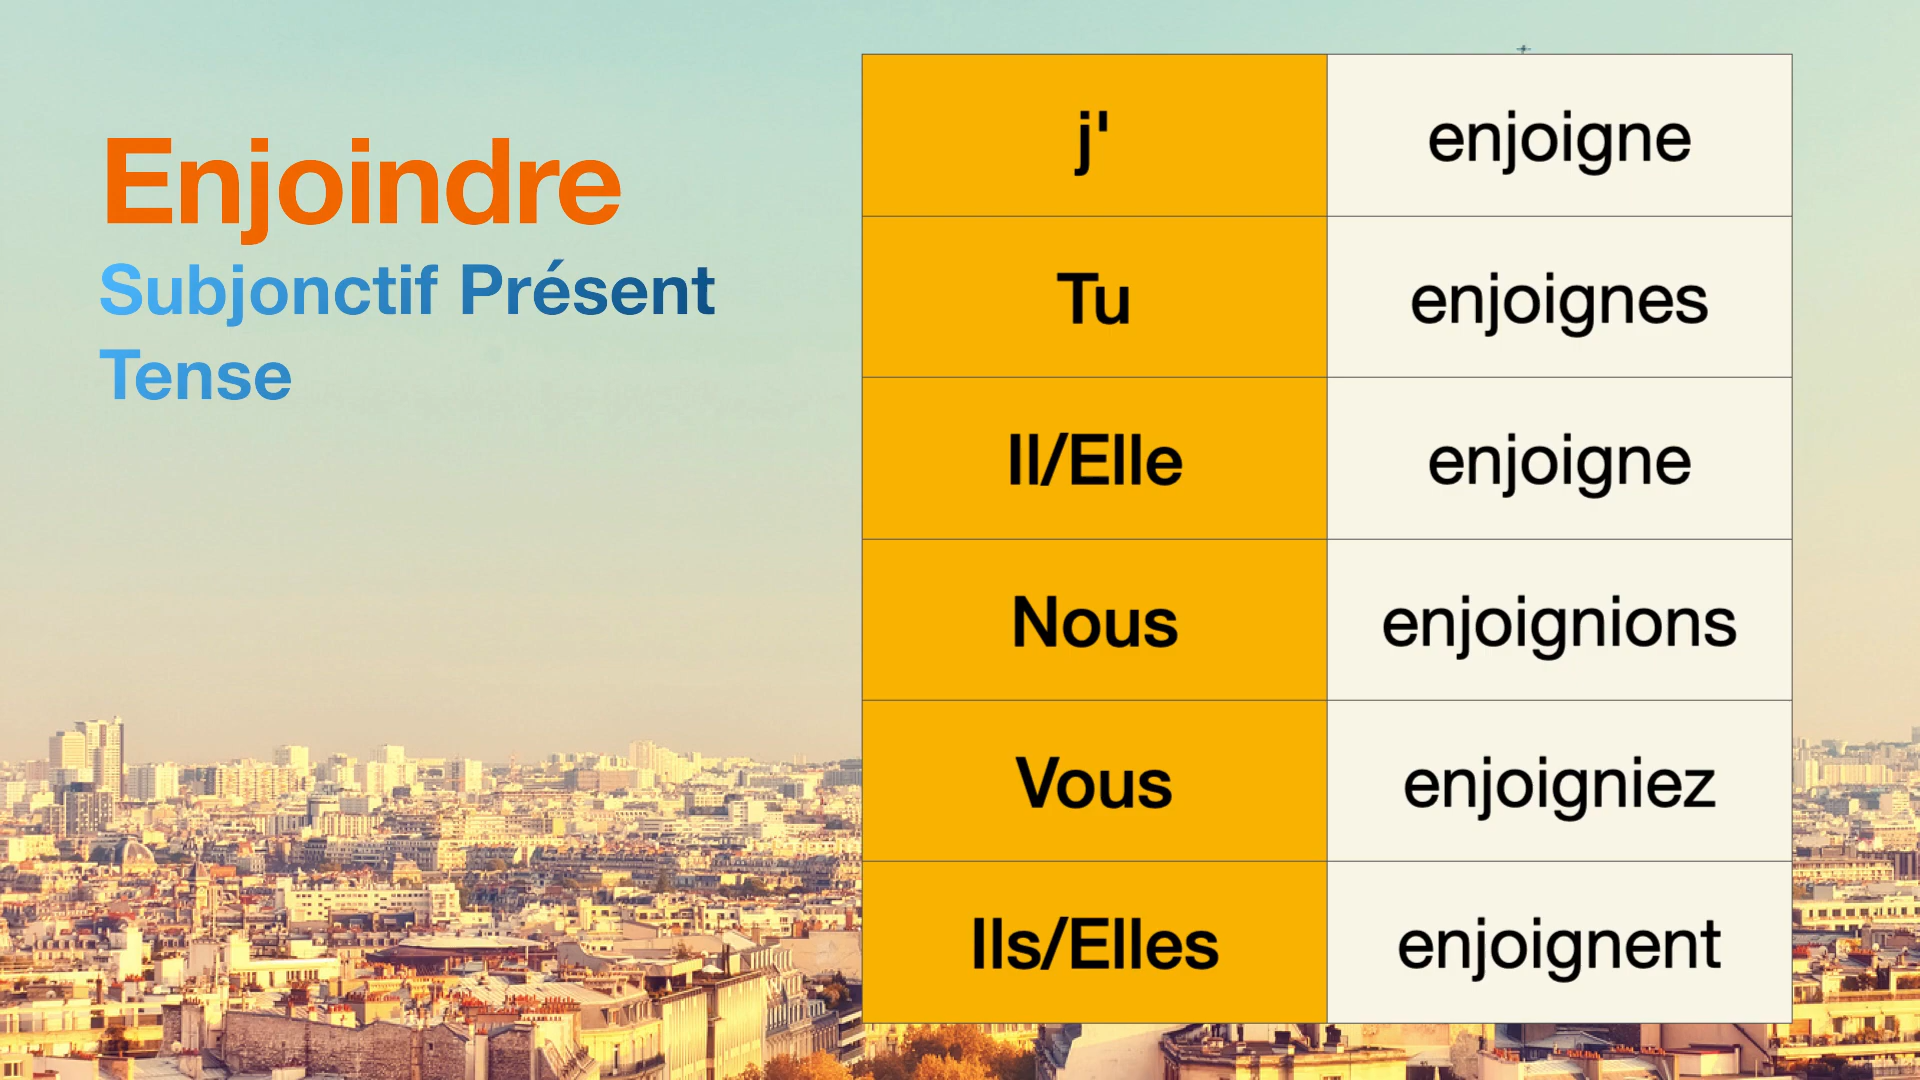 Enjoindre
Subjonctif Présent
Tense
j' enjoigne
Tu enjoignes
Il/Elle enjoigne
Nous enjoignions
Vous enjoigniez
Ils/Elles enjoignent